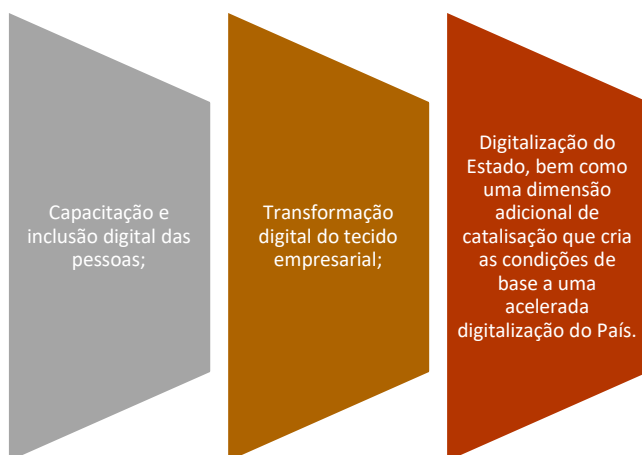 Capacitação e
inclusão digital das
pessoas;
Transformação
digital do tecido
empresarial;
Digitalização do
Estado, bem como
uma dimensão
adicional de
catalisação que cria
as condições de
base a uma
acelerada
digitalização do País.